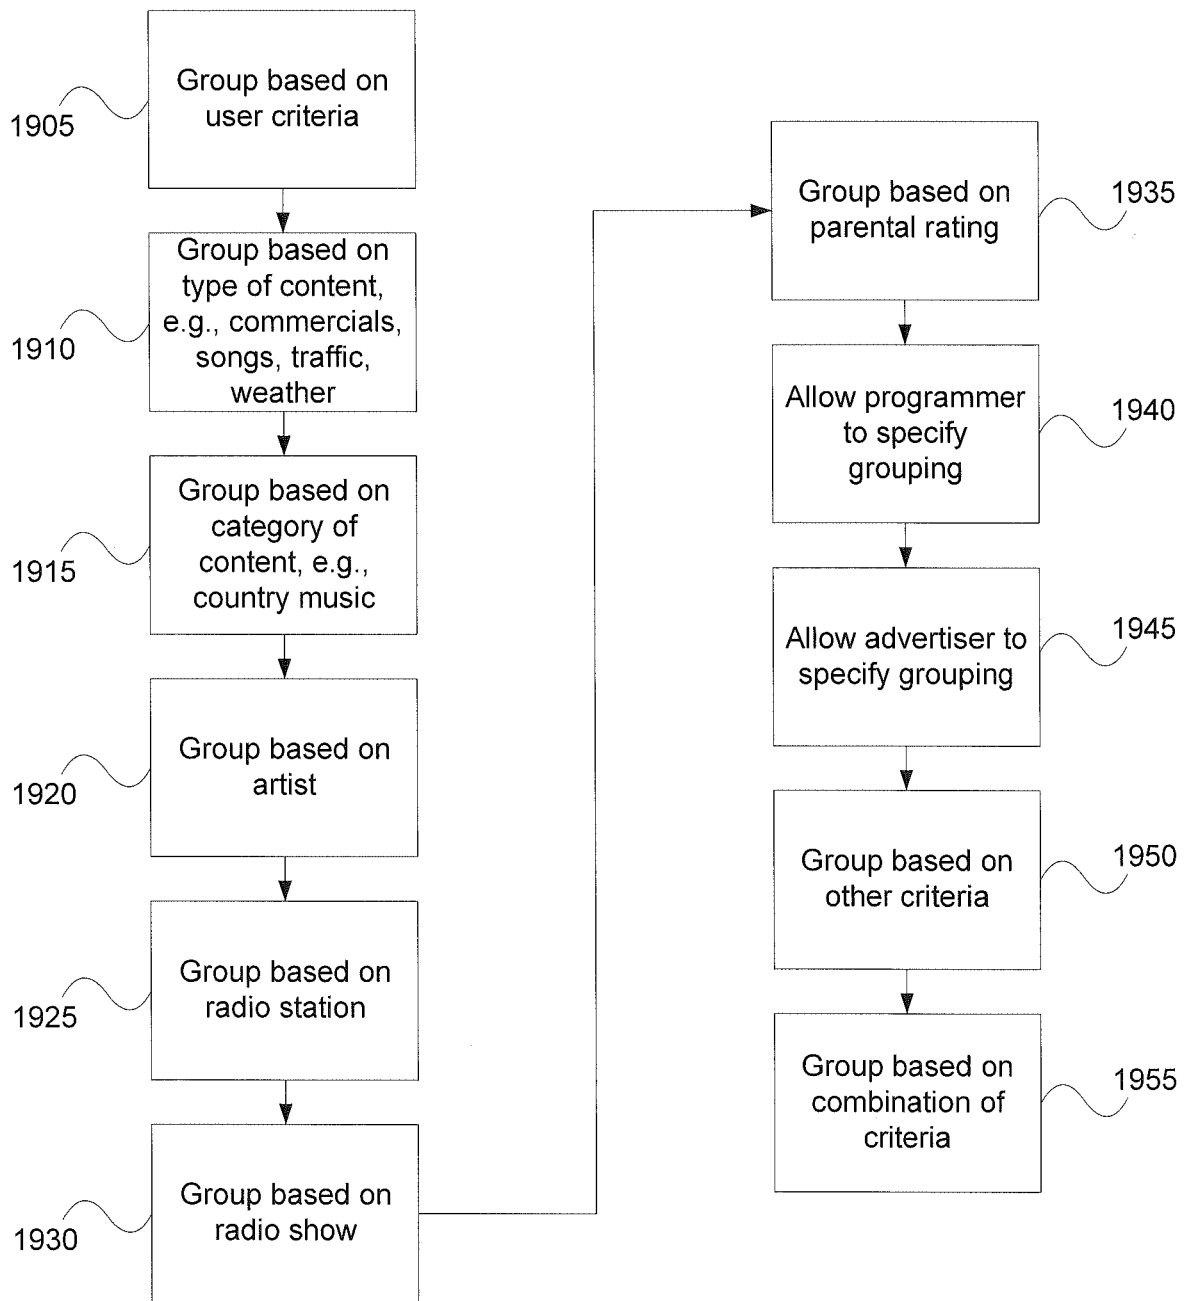 Group based on
user criteria
1905
Group based on
type of content,
e.g., commercials,
songs, traffic,
weather
1910
Group based on
category of
content, e.g.,
country music
1915
Group based on
artist
1920
Group based on
radio station
1925
Group based on
radio show
1930
Group based on
parental rating
1935
Allow programmer
to specify
grouping
1940
Allow advertiser to
specify grouping
1945
Group based on
other criteria
1950
Group based on
combination of
criteria
1955